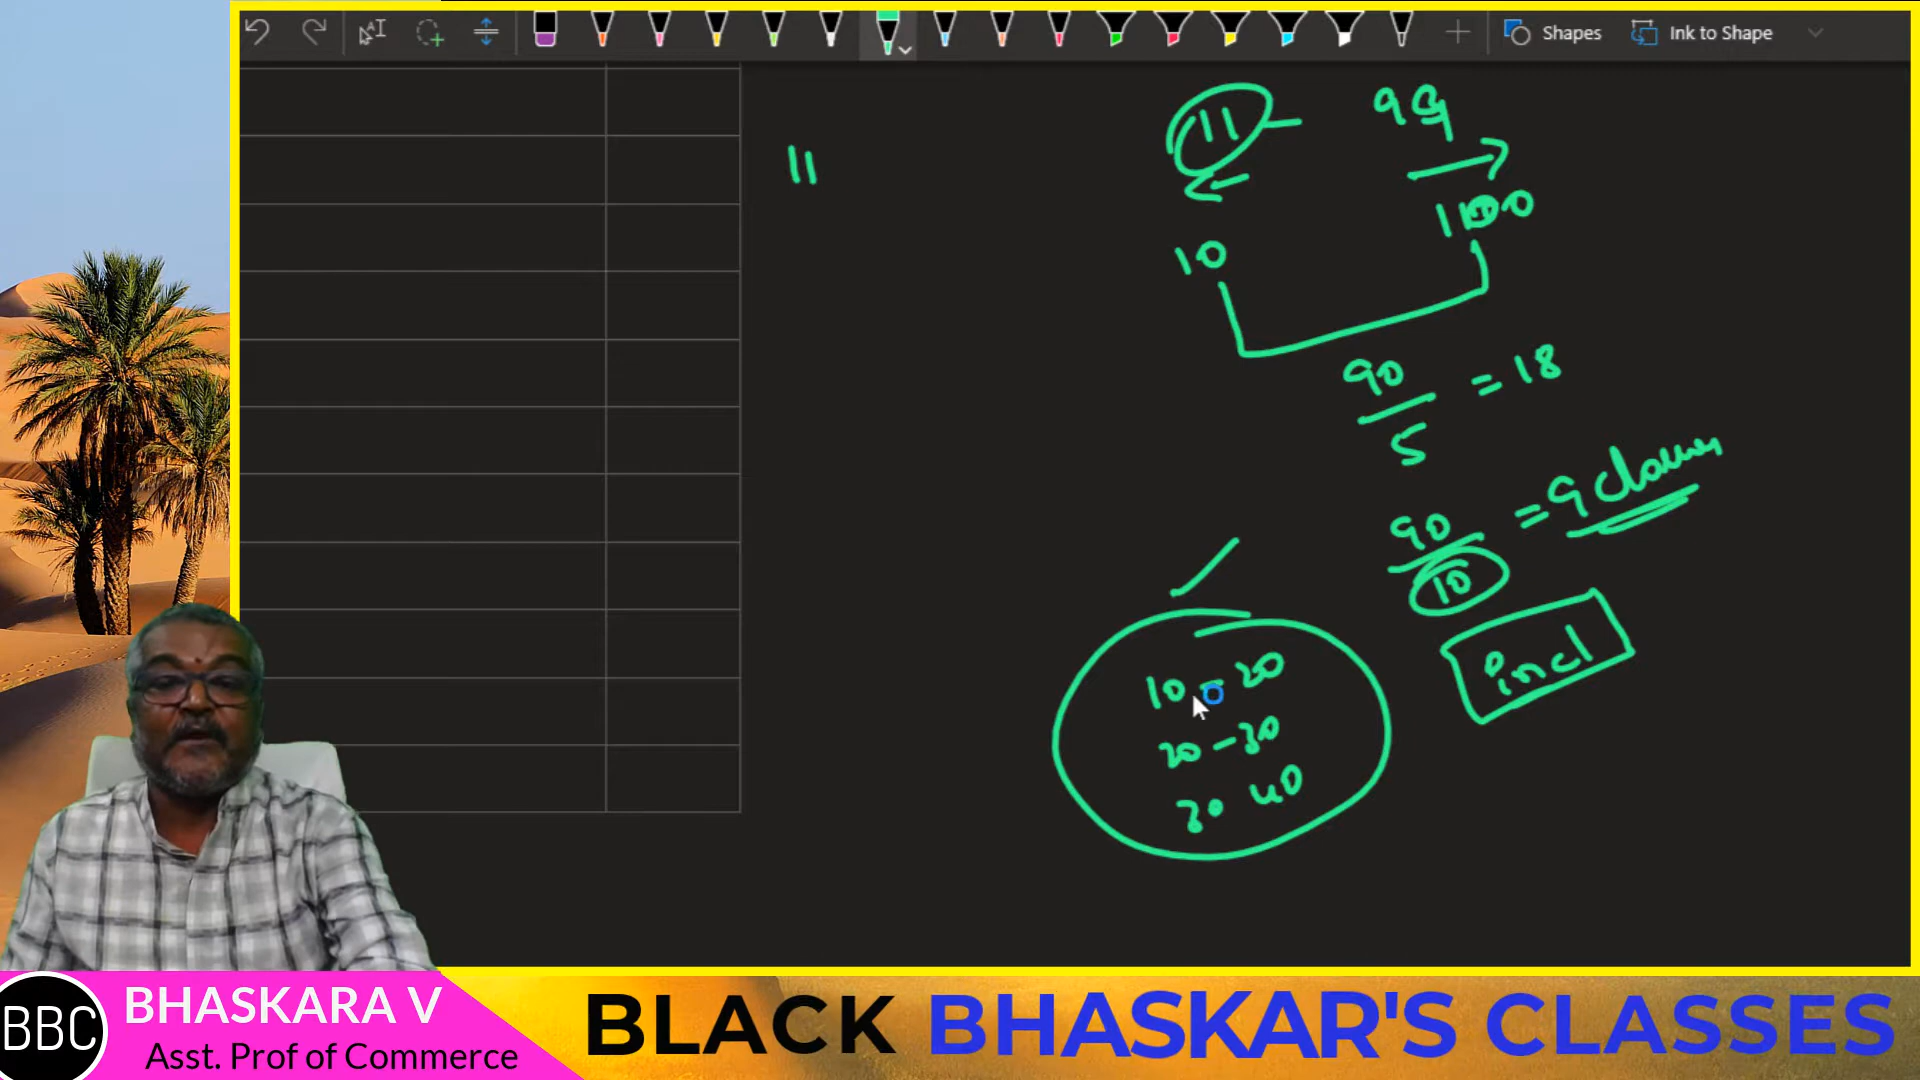 Shapes
Ink to Shape
11
11
99
10
100
90
5
= 18
90
10
= 9 classes
incl
10 - 20
20 - 30
30 40
BBC
BHASKARA V
Asst. Prof of Commerce
BLACK BHASKAR'S CLASSES